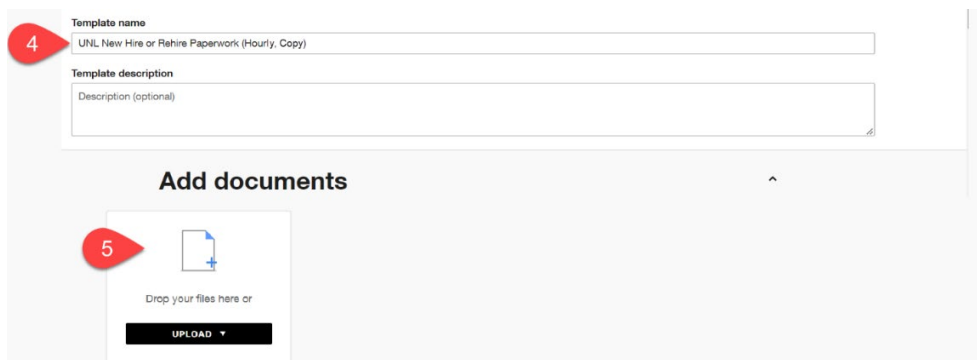 Template name
4
UNL New Hire or Rehire Paperwork (Hourly, Copy)
Template description
Description (optional)
Add documents
5
Drop your files here or
UPLOAD